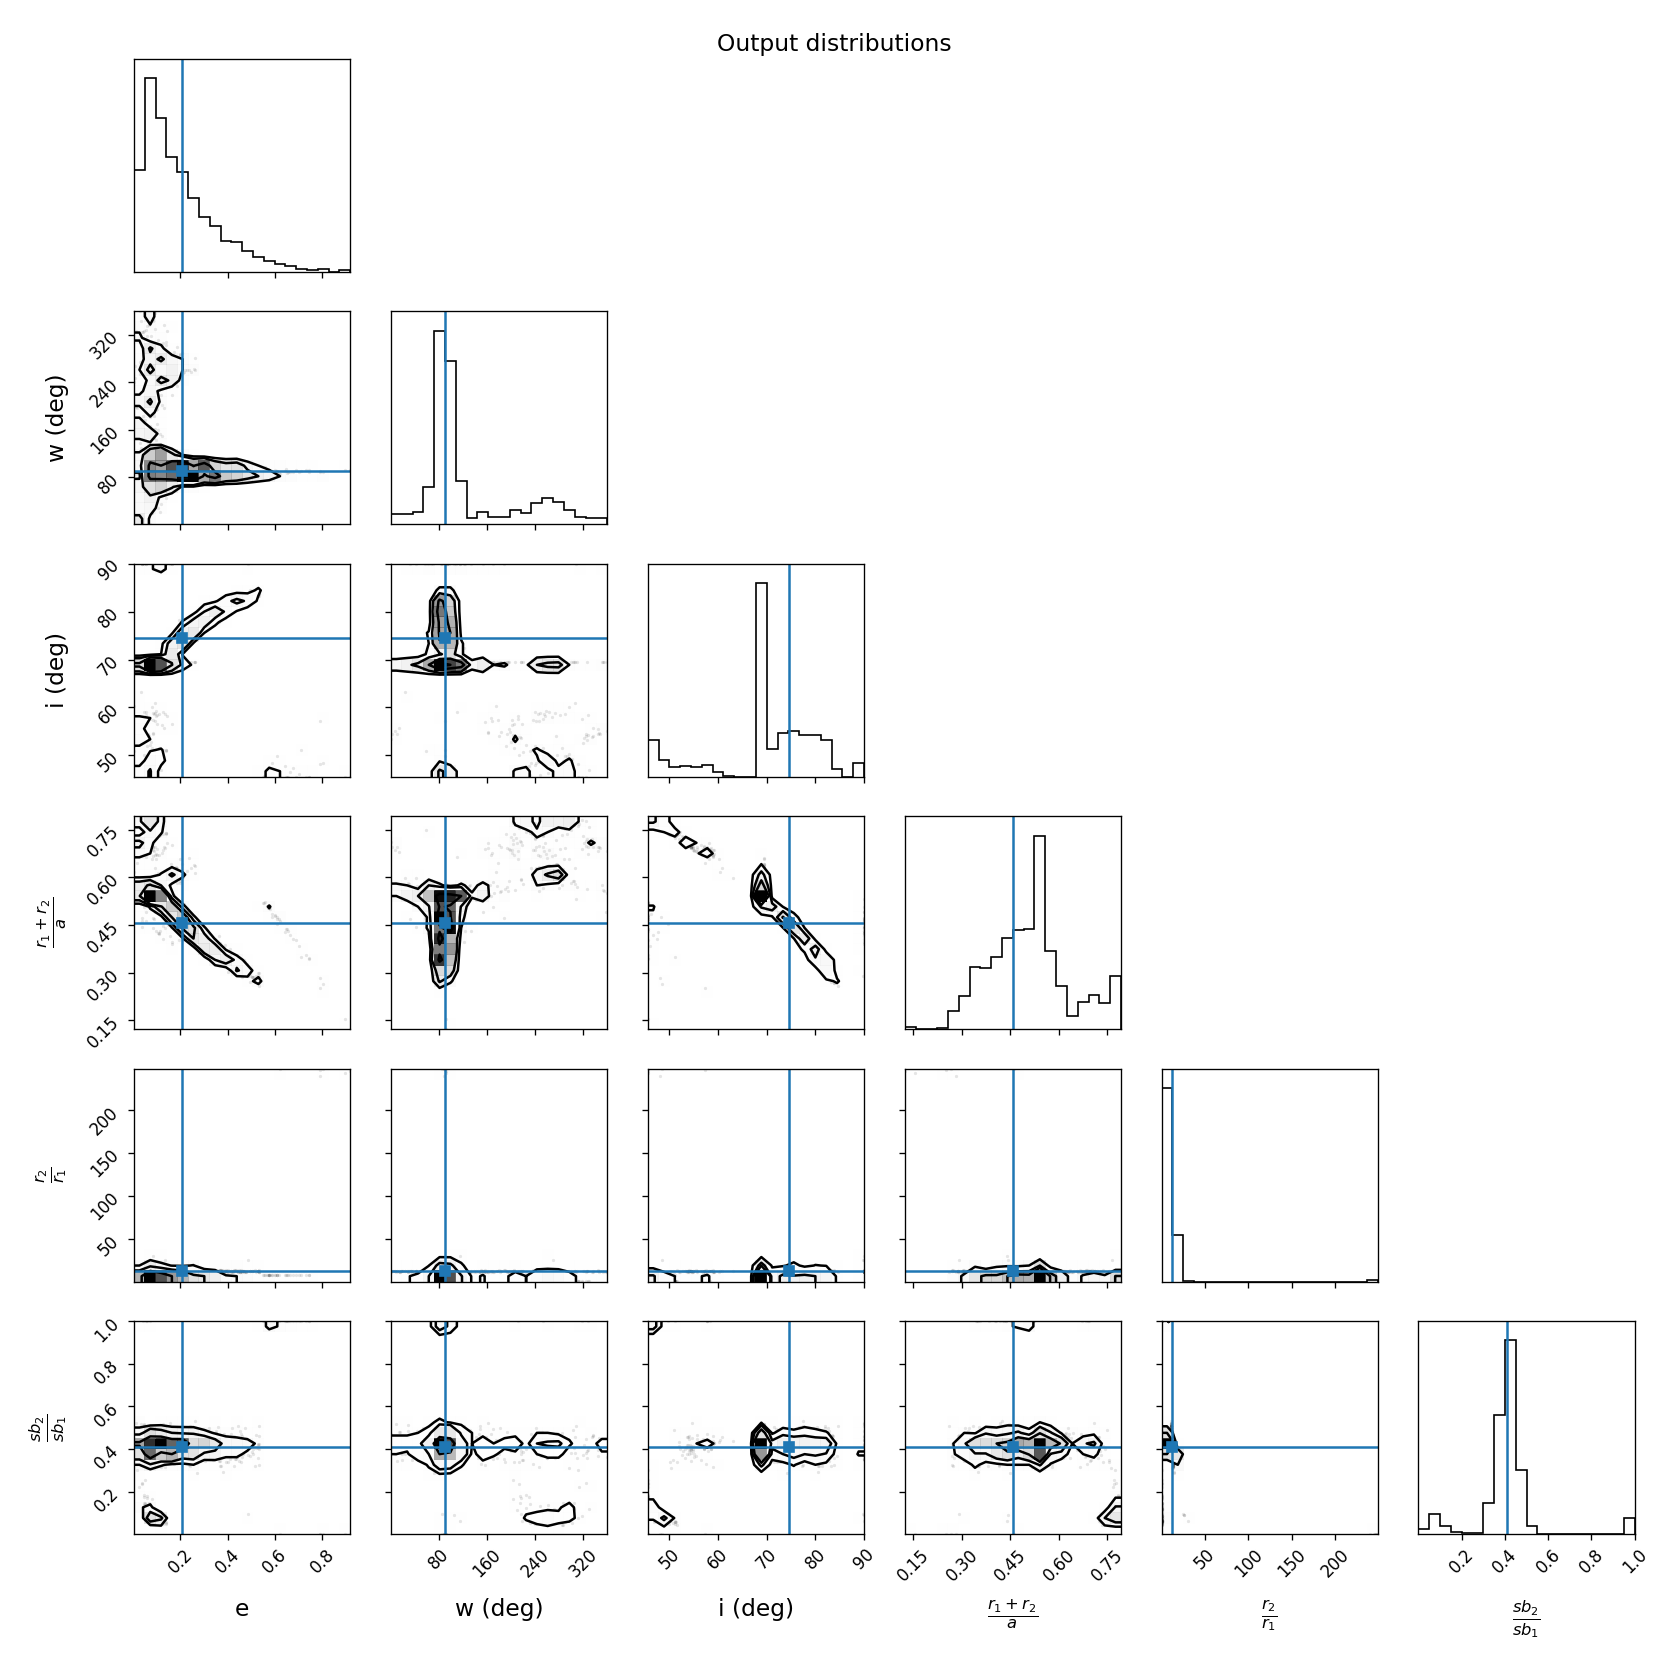 Output distributions
w (deg)
320
240
160
80
i (deg)
90
80
70
60
50
r₁ + r₂
a
0.75
0.60
0.45
0.30
0.15
r₂
r₁
200
150
100
50
sb₂
sb₁
1.0
0.8
0.6
0.4
0.2
0.2 0.4 0.6 0.8
80 160 240 320
50 60 70 80 90
0.15 0.30 0.45 0.60 0.75
50 100 150 200
0.2 0.4 0.6 0.8 1.0
e
w (deg)
i (deg)
r₁ + r₂
a
r₂
r₁
sb₂
sb₁